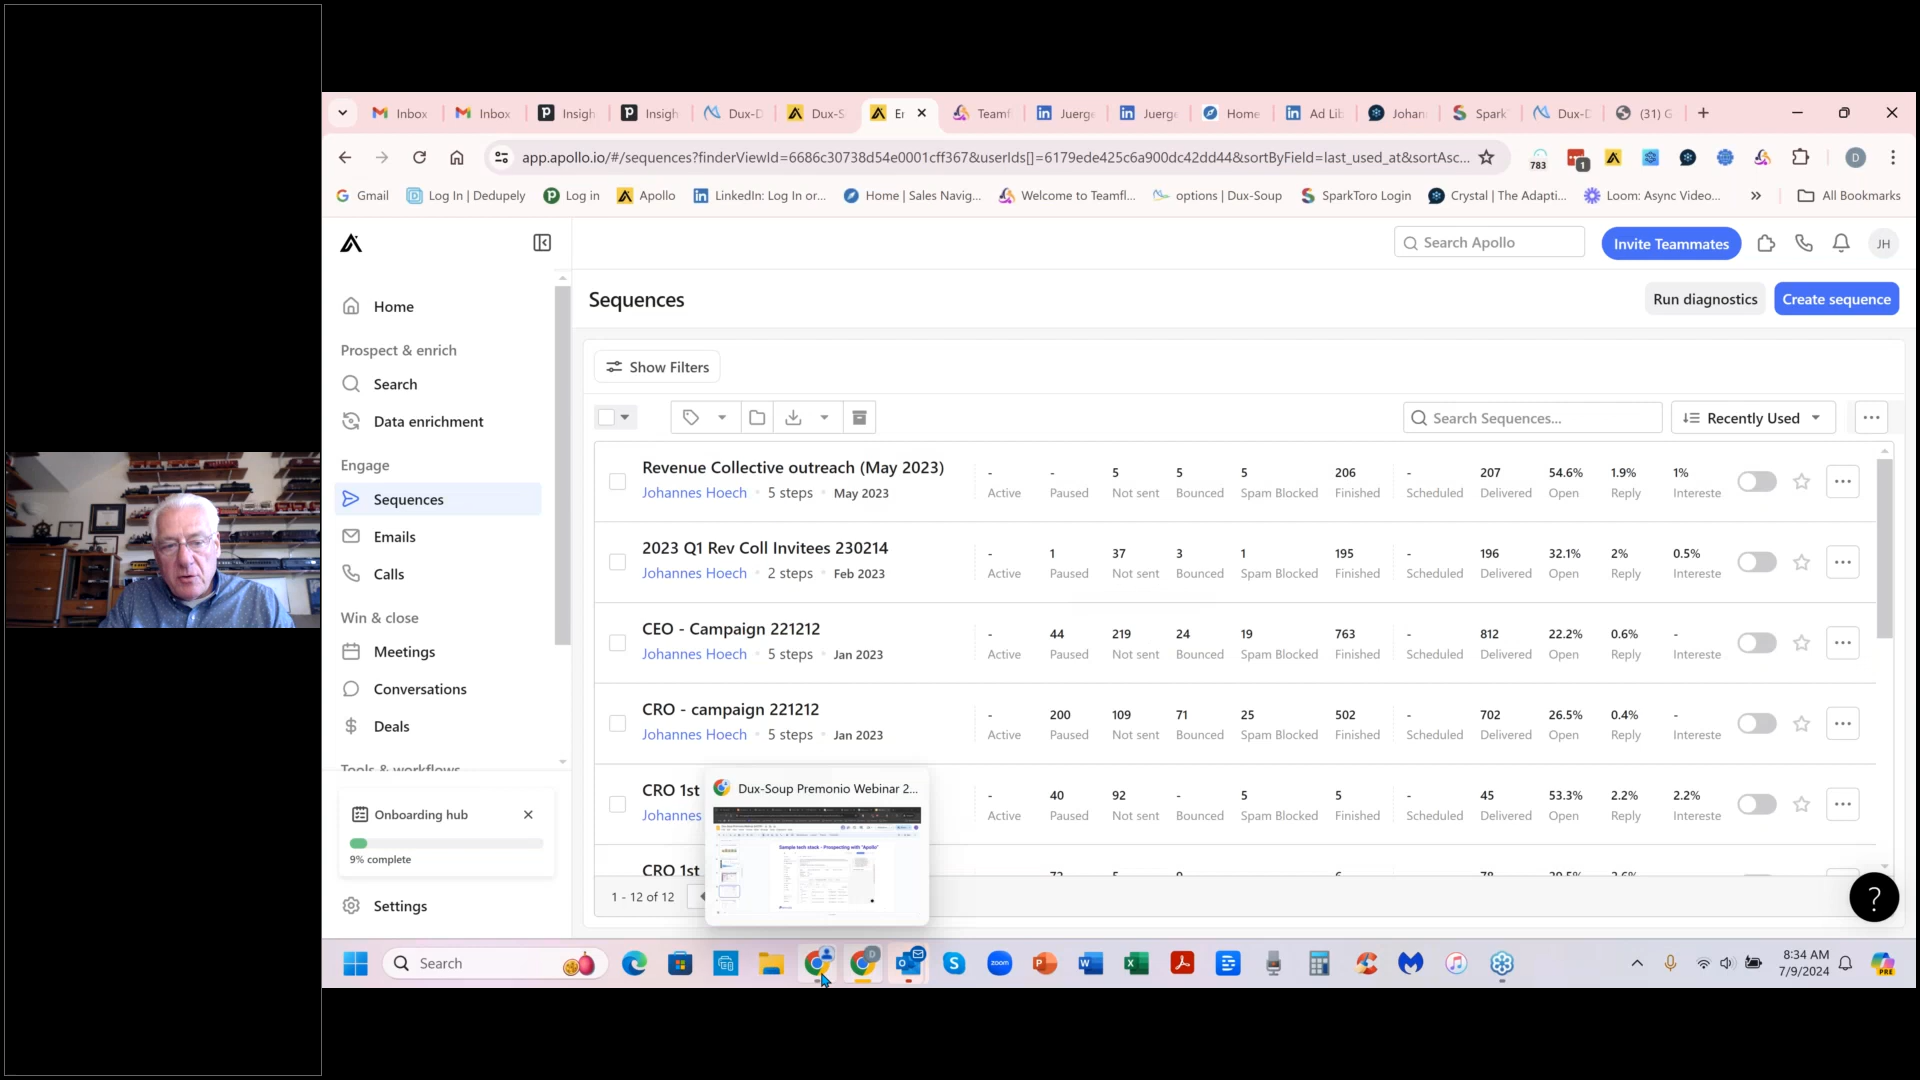 Inbox
Inbox
Insigh
Insigh
Dux-D
Dux-S
Er
Teamf
Juerge
Juerge
Home
Ad Lib
Johan
Spark
Dux-D
(31) G
app.apollo.io/#/sequences?finderViewId=6686c30738d54e0001cff367&userIds[]=6179ede425c6a900dc42dd44&sortByField=last_used_at&sortAsc...
783
1
D
Gmail
Log In | Dedupely
Log in
Apollo
LinkedIn: Log In or...
Home | Sales Navig...
Welcome to Teamfl...
options | Dux-Soup
SparkToro Login
Crystal | The Adapti...
Loom: Async Video...
All Bookmarks
Search Apollo
Invite Teammates
JH
Home
Prospect & enrich
Search
Data enrichment
Engage
Sequences
Emails
Calls
Win & close
Meetings
Conversations
Deals
Tools & workflows
Onboarding hub
9% complete
Settings
Sequences
Run diagnostics
Create sequence
Show Filters
Search Sequences...
Recently Used
Revenue Collective outreach (May 2023)
Johannes Hoech • 5 steps • May 2023
- - 5 5 5 206 - 207 54.6% 1.9% 1%
Active Paused Not sent Bounced Spam Blocked Finished Scheduled Delivered Open Reply Intereste
2023 Q1 Rev Coll Invitees 230214
Johannes Hoech • 2 steps • Feb 2023
- 1 37 3 1 195 - 196 32.1% 2% 0.5%
Active Paused Not sent Bounced Spam Blocked Finished Scheduled Delivered Open Reply Intereste
CEO - Campaign 221212
Johannes Hoech • 5 steps • Jan 2023
- 44 219 24 19 763 - 812 22.2% 0.6% -
Active Paused Not sent Bounced Spam Blocked Finished Scheduled Delivered Open Reply Intereste
CRO - campaign 221212
Johannes Hoech • 5 steps • Jan 2023
- 200 109 71 25 502 - 702 26.5% 0.4% -
Active Paused Not sent Bounced Spam Blocked Finished Scheduled Delivered Open Reply Intereste
CRO 1st
Johannes
- 40 92 - 5 5 - 45 53.3% 2.2% 2.2%
Active Paused Not sent Bounced Spam Blocked Finished Scheduled Delivered Open Reply Intereste
CRO 1st
1 - 12 of 12
Dux-Soup Premonio Webinar 2...
Sample tech stack - Prospecting with "Apollo"
?
Search
zoom
8:34 AM
7/9/2024
PRE